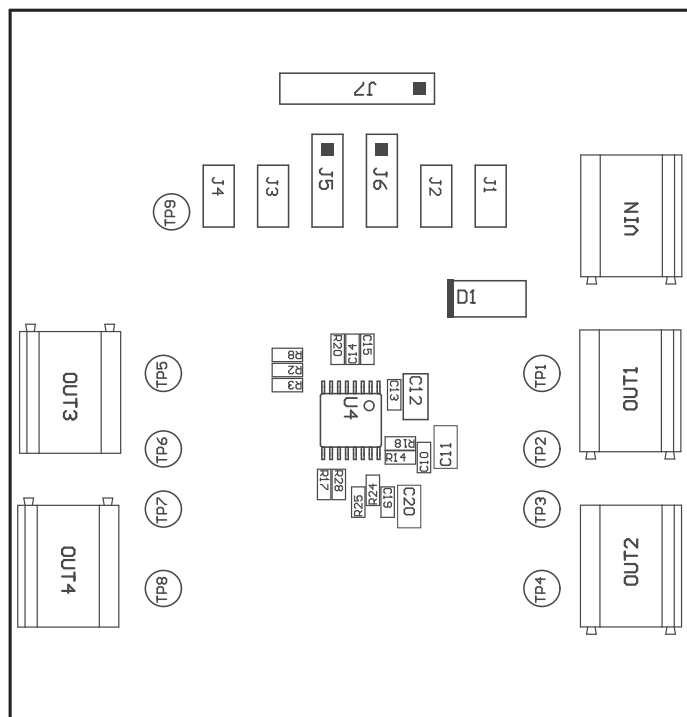 J7
J4
J3
J5
J6
J2
J1
TP9
VIN
D1
R20
C14
C15
R8
R2
R3
OUT3
TP5
TP6
U4
C13
C12
TP1
OUT1
TP2
R18
R14
C10
C11
R17
R28
R25
R24
C19
C20
TP7
TP3
OUT4
OUT2
TP8
TP4